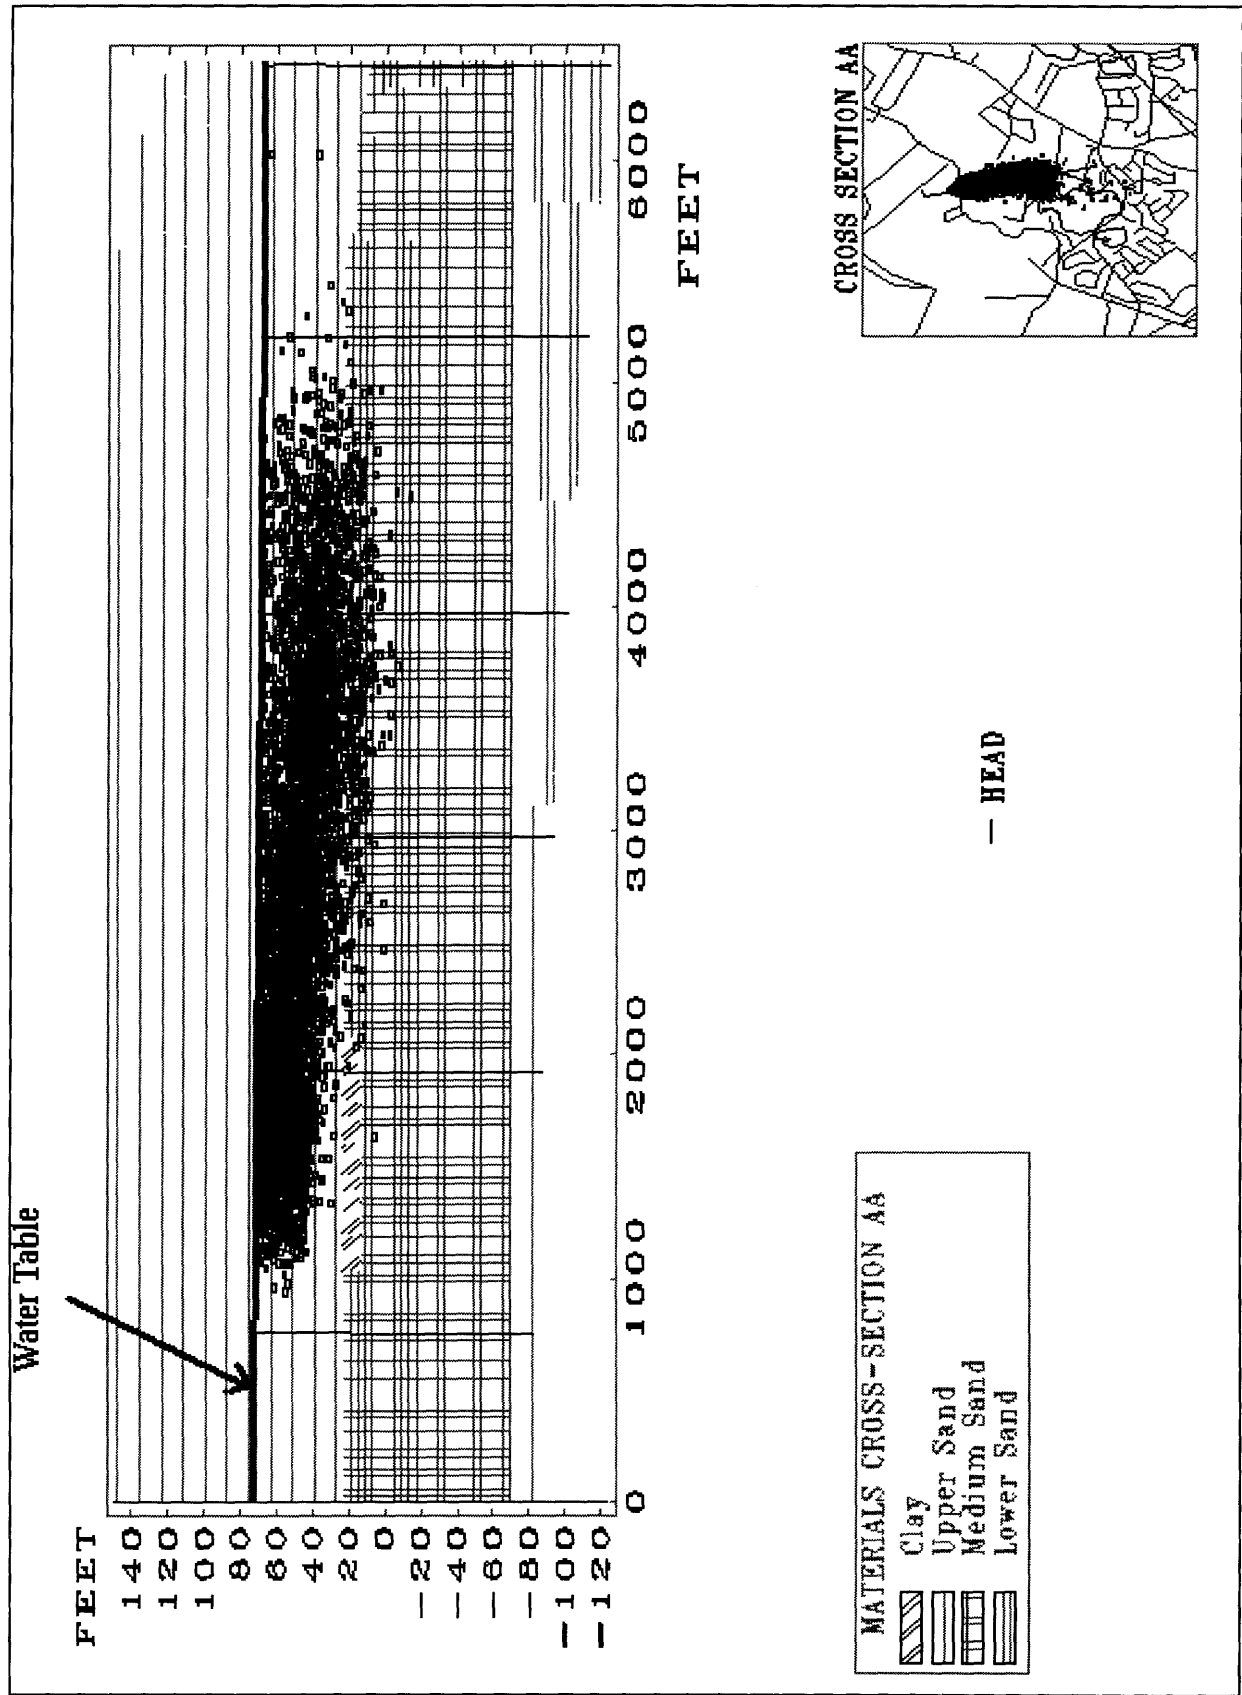 Water Table
FEET
140
120
100
80
60
40
20
0
-20
-40
-60
-80
-100
-120
0
1000
2000
3000
4000
5000
6000
FEET
MATERIALS CROSS-SECTION AA
Clay
Upper Sand
Medium Sand
Lower Sand
— HEAD
CROSS SECTION AA